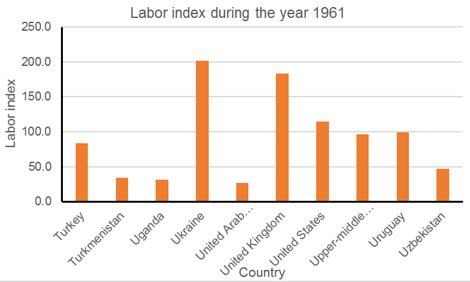 Labor index during the year 1961
250.0
200.0
150.0
100.0
50.0
0.0
Labor index
Turkey
Turkmenistan
Uganda
Ukraine
United Arab...
United Kingdom
United States
Upper-middle...
Uruguay
Uzbekistan
Country